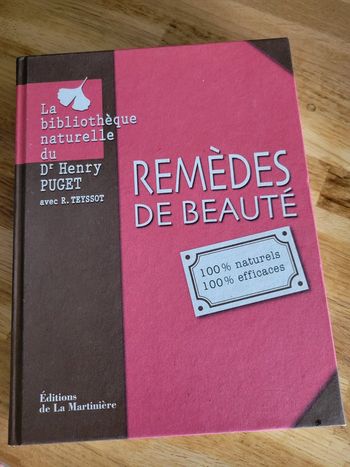 La
bibliothèque
naturelle
du
Dr Henry
PUGET
avec R. TEYSSOT
REMÈDES
DE BEAUTÉ
100% naturels
100% efficaces
Éditions
de La Martinière